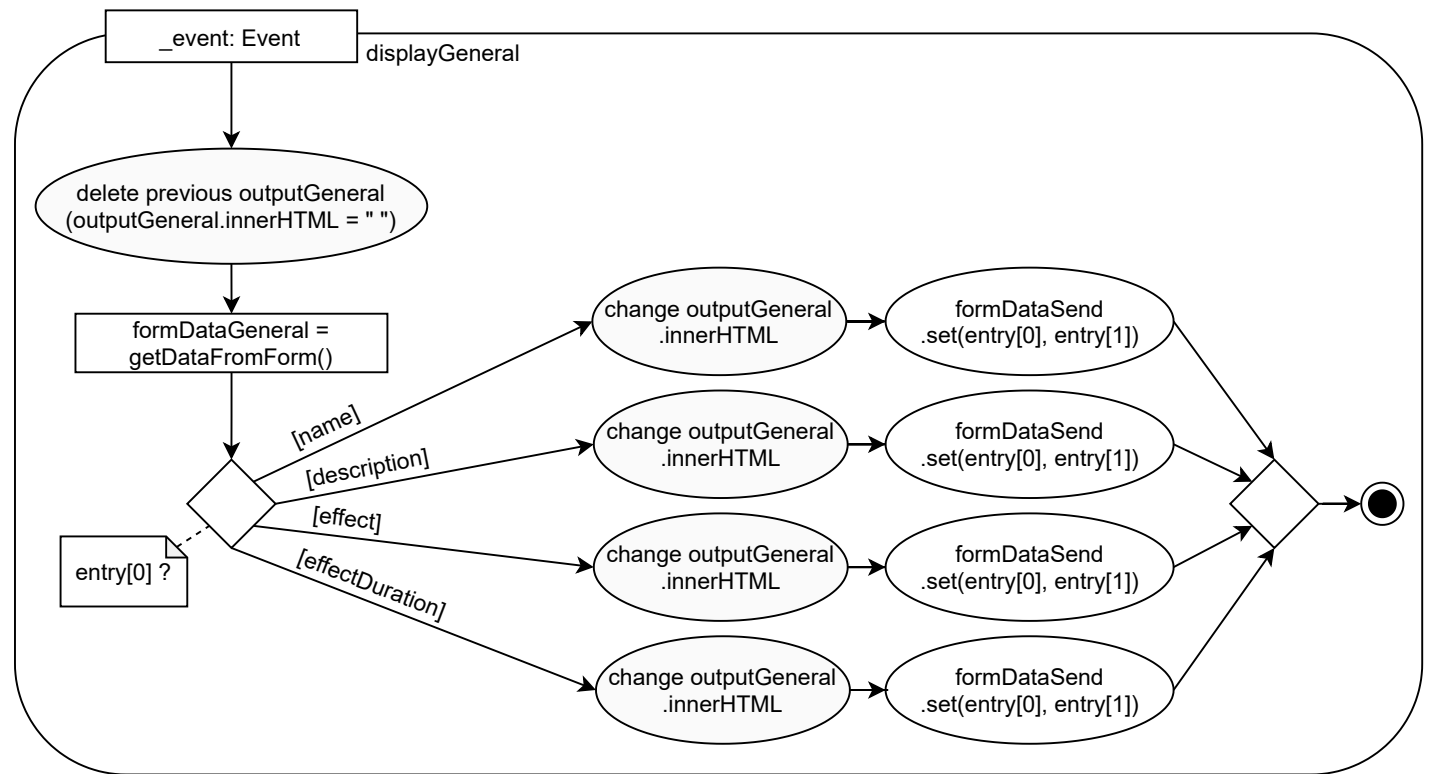 _event: Event
displayGeneral
delete previous outputGeneral
(outputGeneral.innerHTML = " ")
formDataGeneral =
getDataFromForm()
entry[0] ?
[name]
change outputGeneral
.innerHTML
formDataSend
.set(entry[0], entry[1])
[description]
change outputGeneral
.innerHTML
formDataSend
.set(entry[0], entry[1])
[effect]
change outputGeneral
.innerHTML
formDataSend
.set(entry[0], entry[1])
[effectDuration]
change outputGeneral
.innerHTML
formDataSend
.set(entry[0], entry[1])